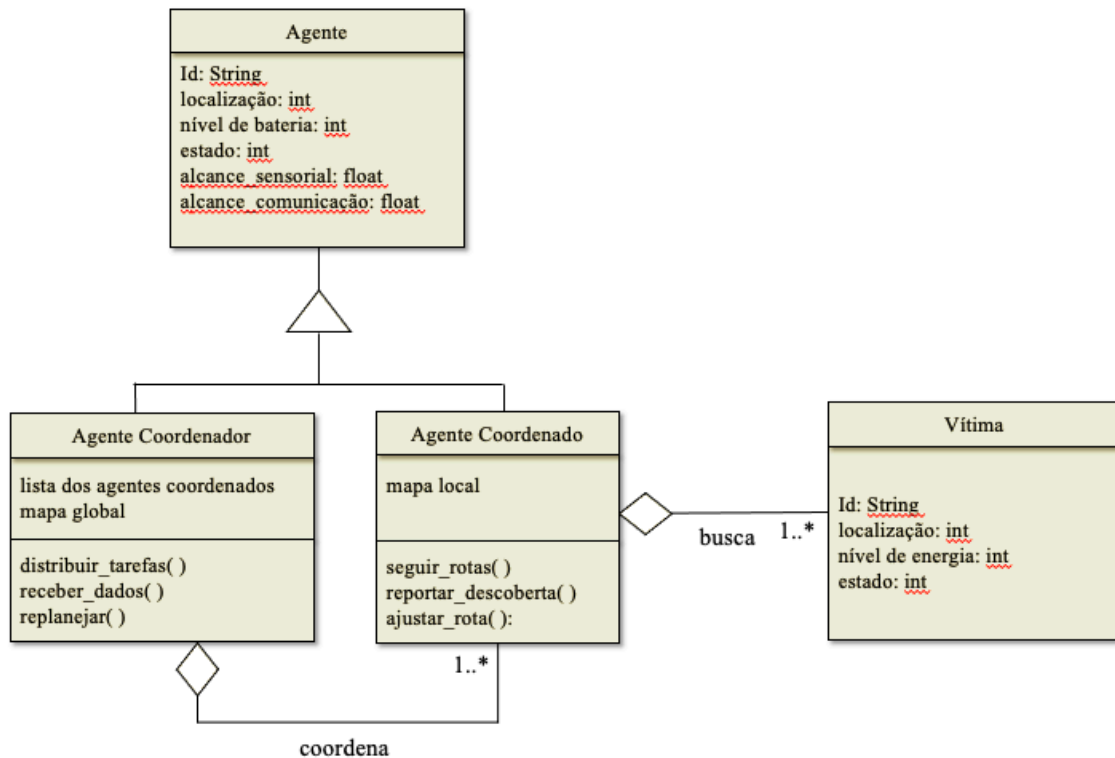 Agente
Id: String
localização: int
nível de bateria: int
estado: int
alcance_sensorial: float
alcance_comunicação: float
Agente Coordenador
lista dos agentes coordenados
mapa global
distribuir_tarefas( )
receber_dados( )
replanejar( )
Agente Coordenado
mapa local
seguir_rotas( )
reportar_descoberta( )
ajustar_rota( ):
Vítima
Id: String
localização: int
nível de energia: int
estado: int
busca
1..*
1..*
coordena